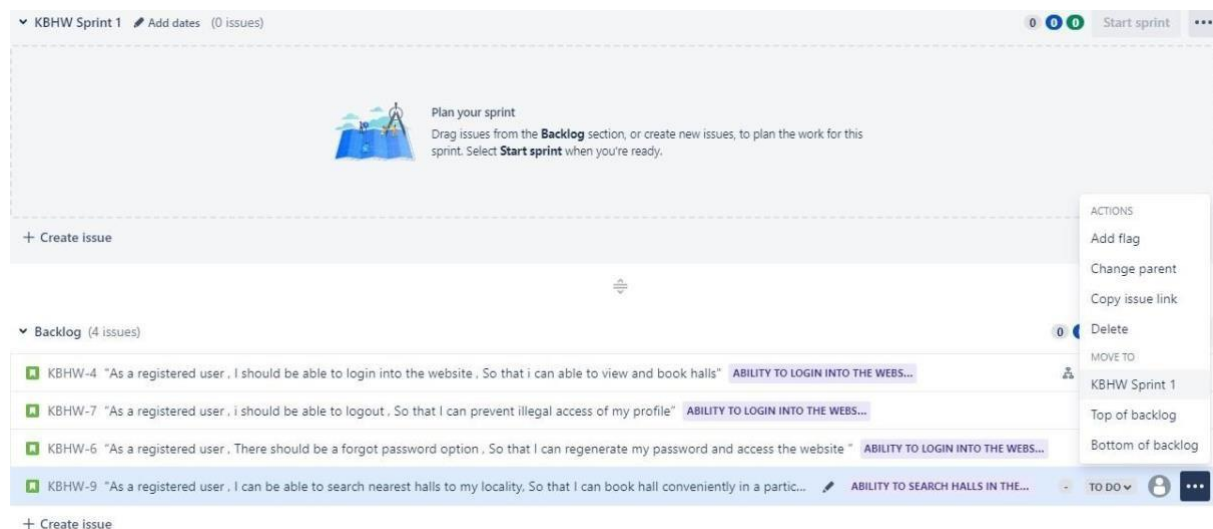 KBHW Sprint 1 Add dates (0 issues) 0 0 0 Start sprint
Plan your sprint
Drag issues from the Backlog section, or create new issues, to plan the work for this
sprint. Select Start sprint when you're ready.
+ Create issue
Backlog (4 issues) 0
KBHW-4 "As a registered user , I should be able to login into the website , So that i can able to view and book halls" ABILITY TO LOGIN INTO THE WEBS...
KBHW-7 "As a registered user , i should be able to logout , So that I can prevent illegal access of my profile" ABILITY TO LOGIN INTO THE WEBS...
KBHW-6 "As a registered user , There should be a forgot password option , So that I can regenerate my password and access the website " ABILITY TO LOGIN INTO THE WEBS...
KBHW-9 "As a registered user , I can be able to search nearest halls to my locality, So that I can book hall conveniently in a partic... ABILITY TO SEARCH HALLS IN THE... - TO DO
+ Create issue
ACTIONS
Add flag
Change parent
Copy issue link
Delete
MOVE TO
KBHW Sprint 1
Top of backlog
Bottom of backlog